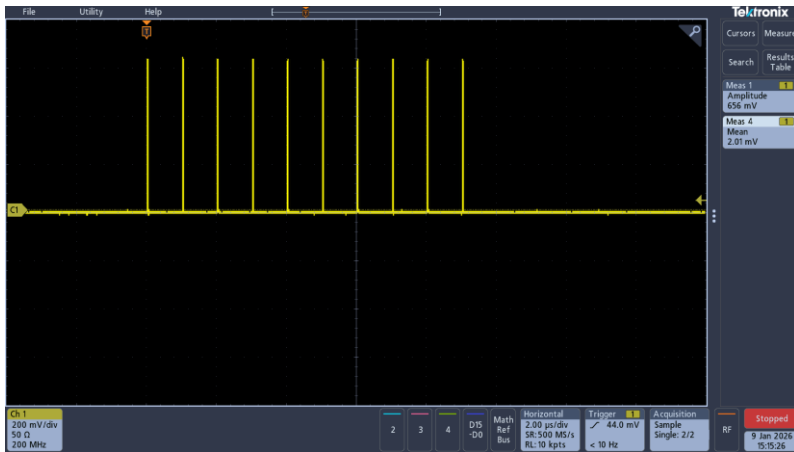 File Utility Help Tektronix
T
T
Cursors Measure
Search Results Table
Meas 1 1
Amplitude
656 mV
Meas 4 1
Mean
2.01 mV
C1
Ch 1
200 mV/div
50 Ω
200 MHz
2 3 4
D15
-D0
Math
Ref
Bus
Horizontal
2.00 µs/div
SR: 500 MS/s
RL: 10 kpts
Trigger 1
44.0 mV
< 10 Hz
Acquisition
Sample
Single: 2/2
RF
Stopped
9 Jan 2026
15:15:26